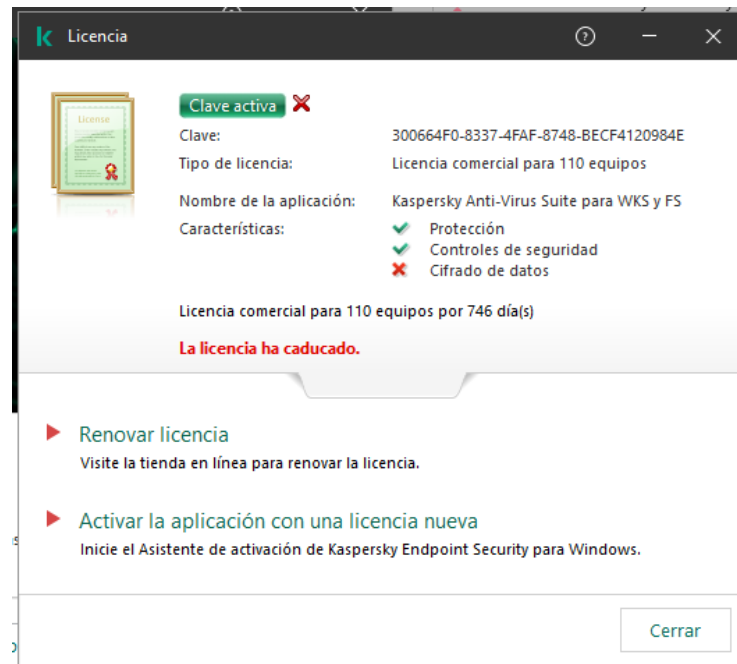 Licencia
License
Clave activa
Clave: 300664F0-8337-4FAF-8748-BECF4120984E
Tipo de licencia: Licencia comercial para 110 equipos
Nombre de la aplicación: Kaspersky Anti-Virus Suite para WKS y FS
Características: Protección
Controles de seguridad
Cifrado de datos
Licencia comercial para 110 equipos por 746 día(s)
La licencia ha caducado.
Renovar licencia
Visite la tienda en línea para renovar la licencia.
Activar la aplicación con una licencia nueva
Inicie el Asistente de activación de Kaspersky Endpoint Security para Windows.
Cerrar